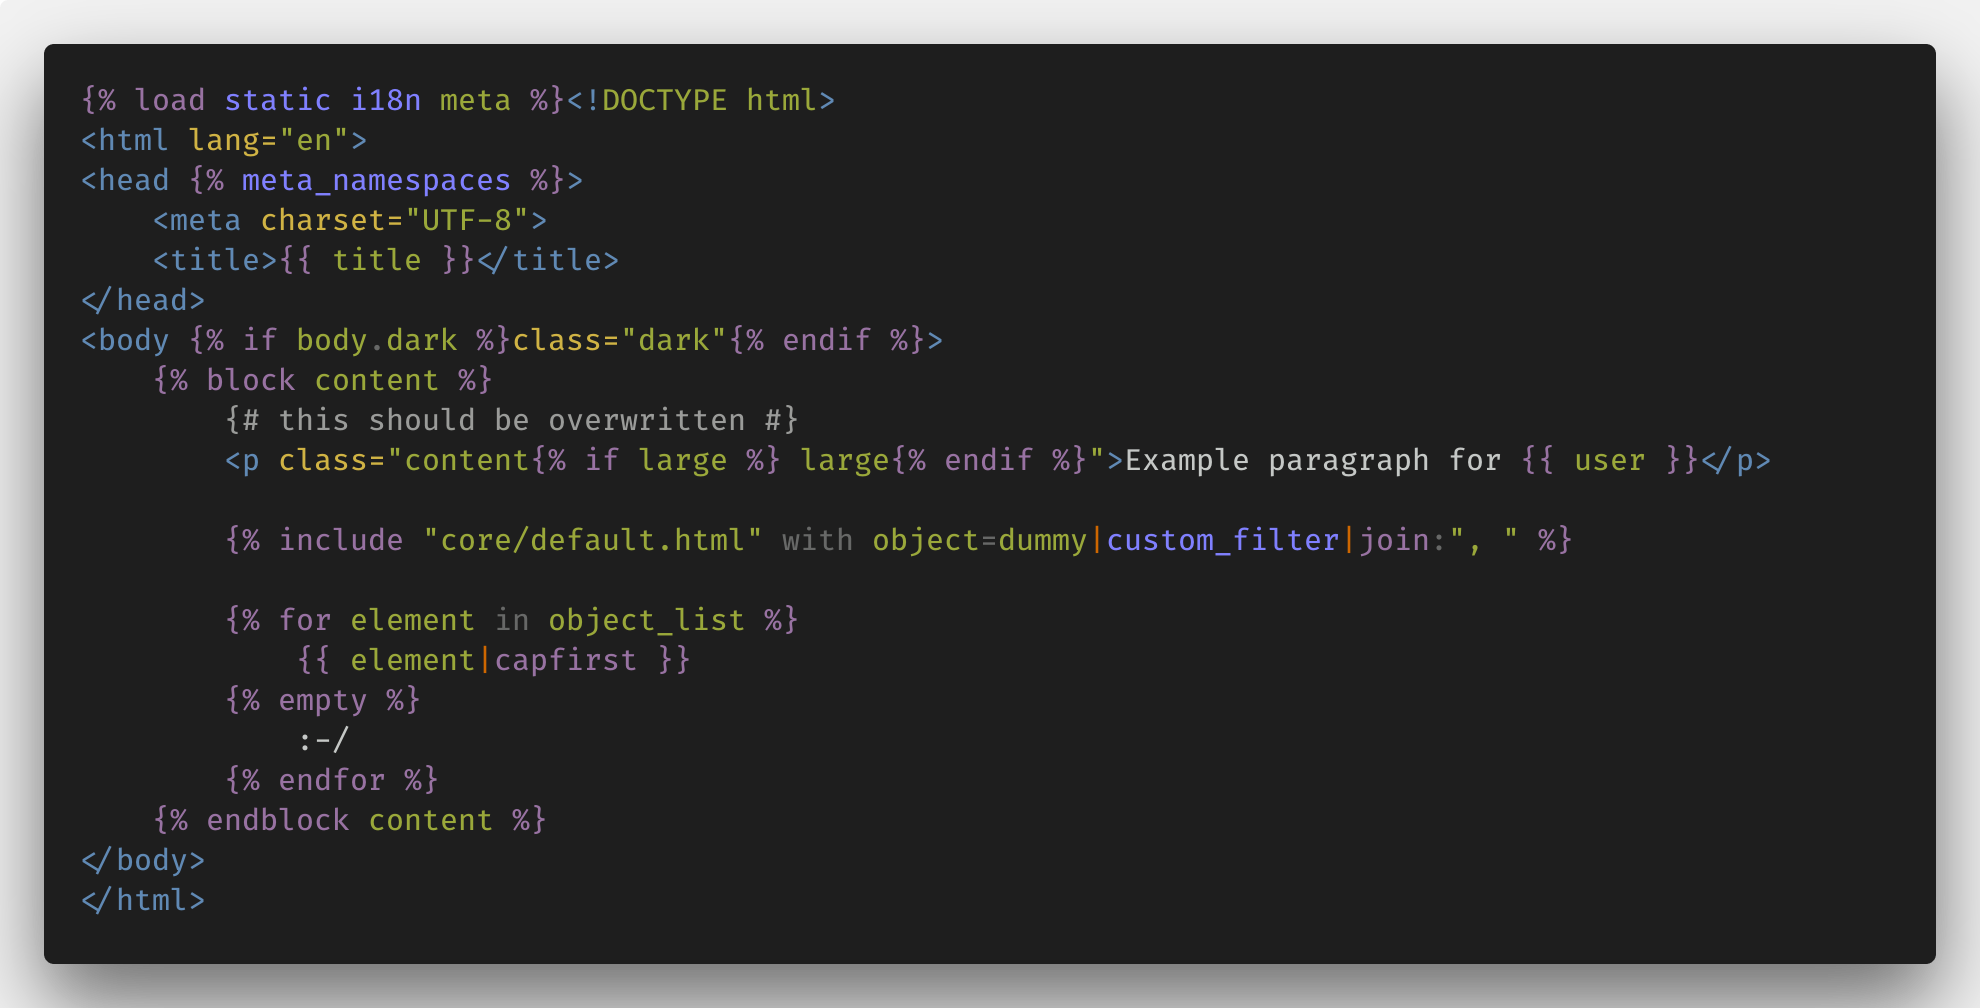 {% load static i18n meta %}<!DOCTYPE html>
<html lang="en">
<head {% meta_namespaces %}>
    <meta charset="UTF-8">
    <title>{{ title }}</title>
</head>
<body {% if body.dark %}class="dark"{% endif %}>
    {% block content %}
        {# this should be overwritten #}
        <p class="content{% if large %} large{% endif %}">Example paragraph for {{ user }}</p>

        {% include "core/default.html" with object=dummy|custom_filter|join:", " %}

        {% for element in object_list %}
            {{ element|capfirst }}
        {% empty %}
            :-/
        {% endfor %}
    {% endblock content %}
</body>
</html>